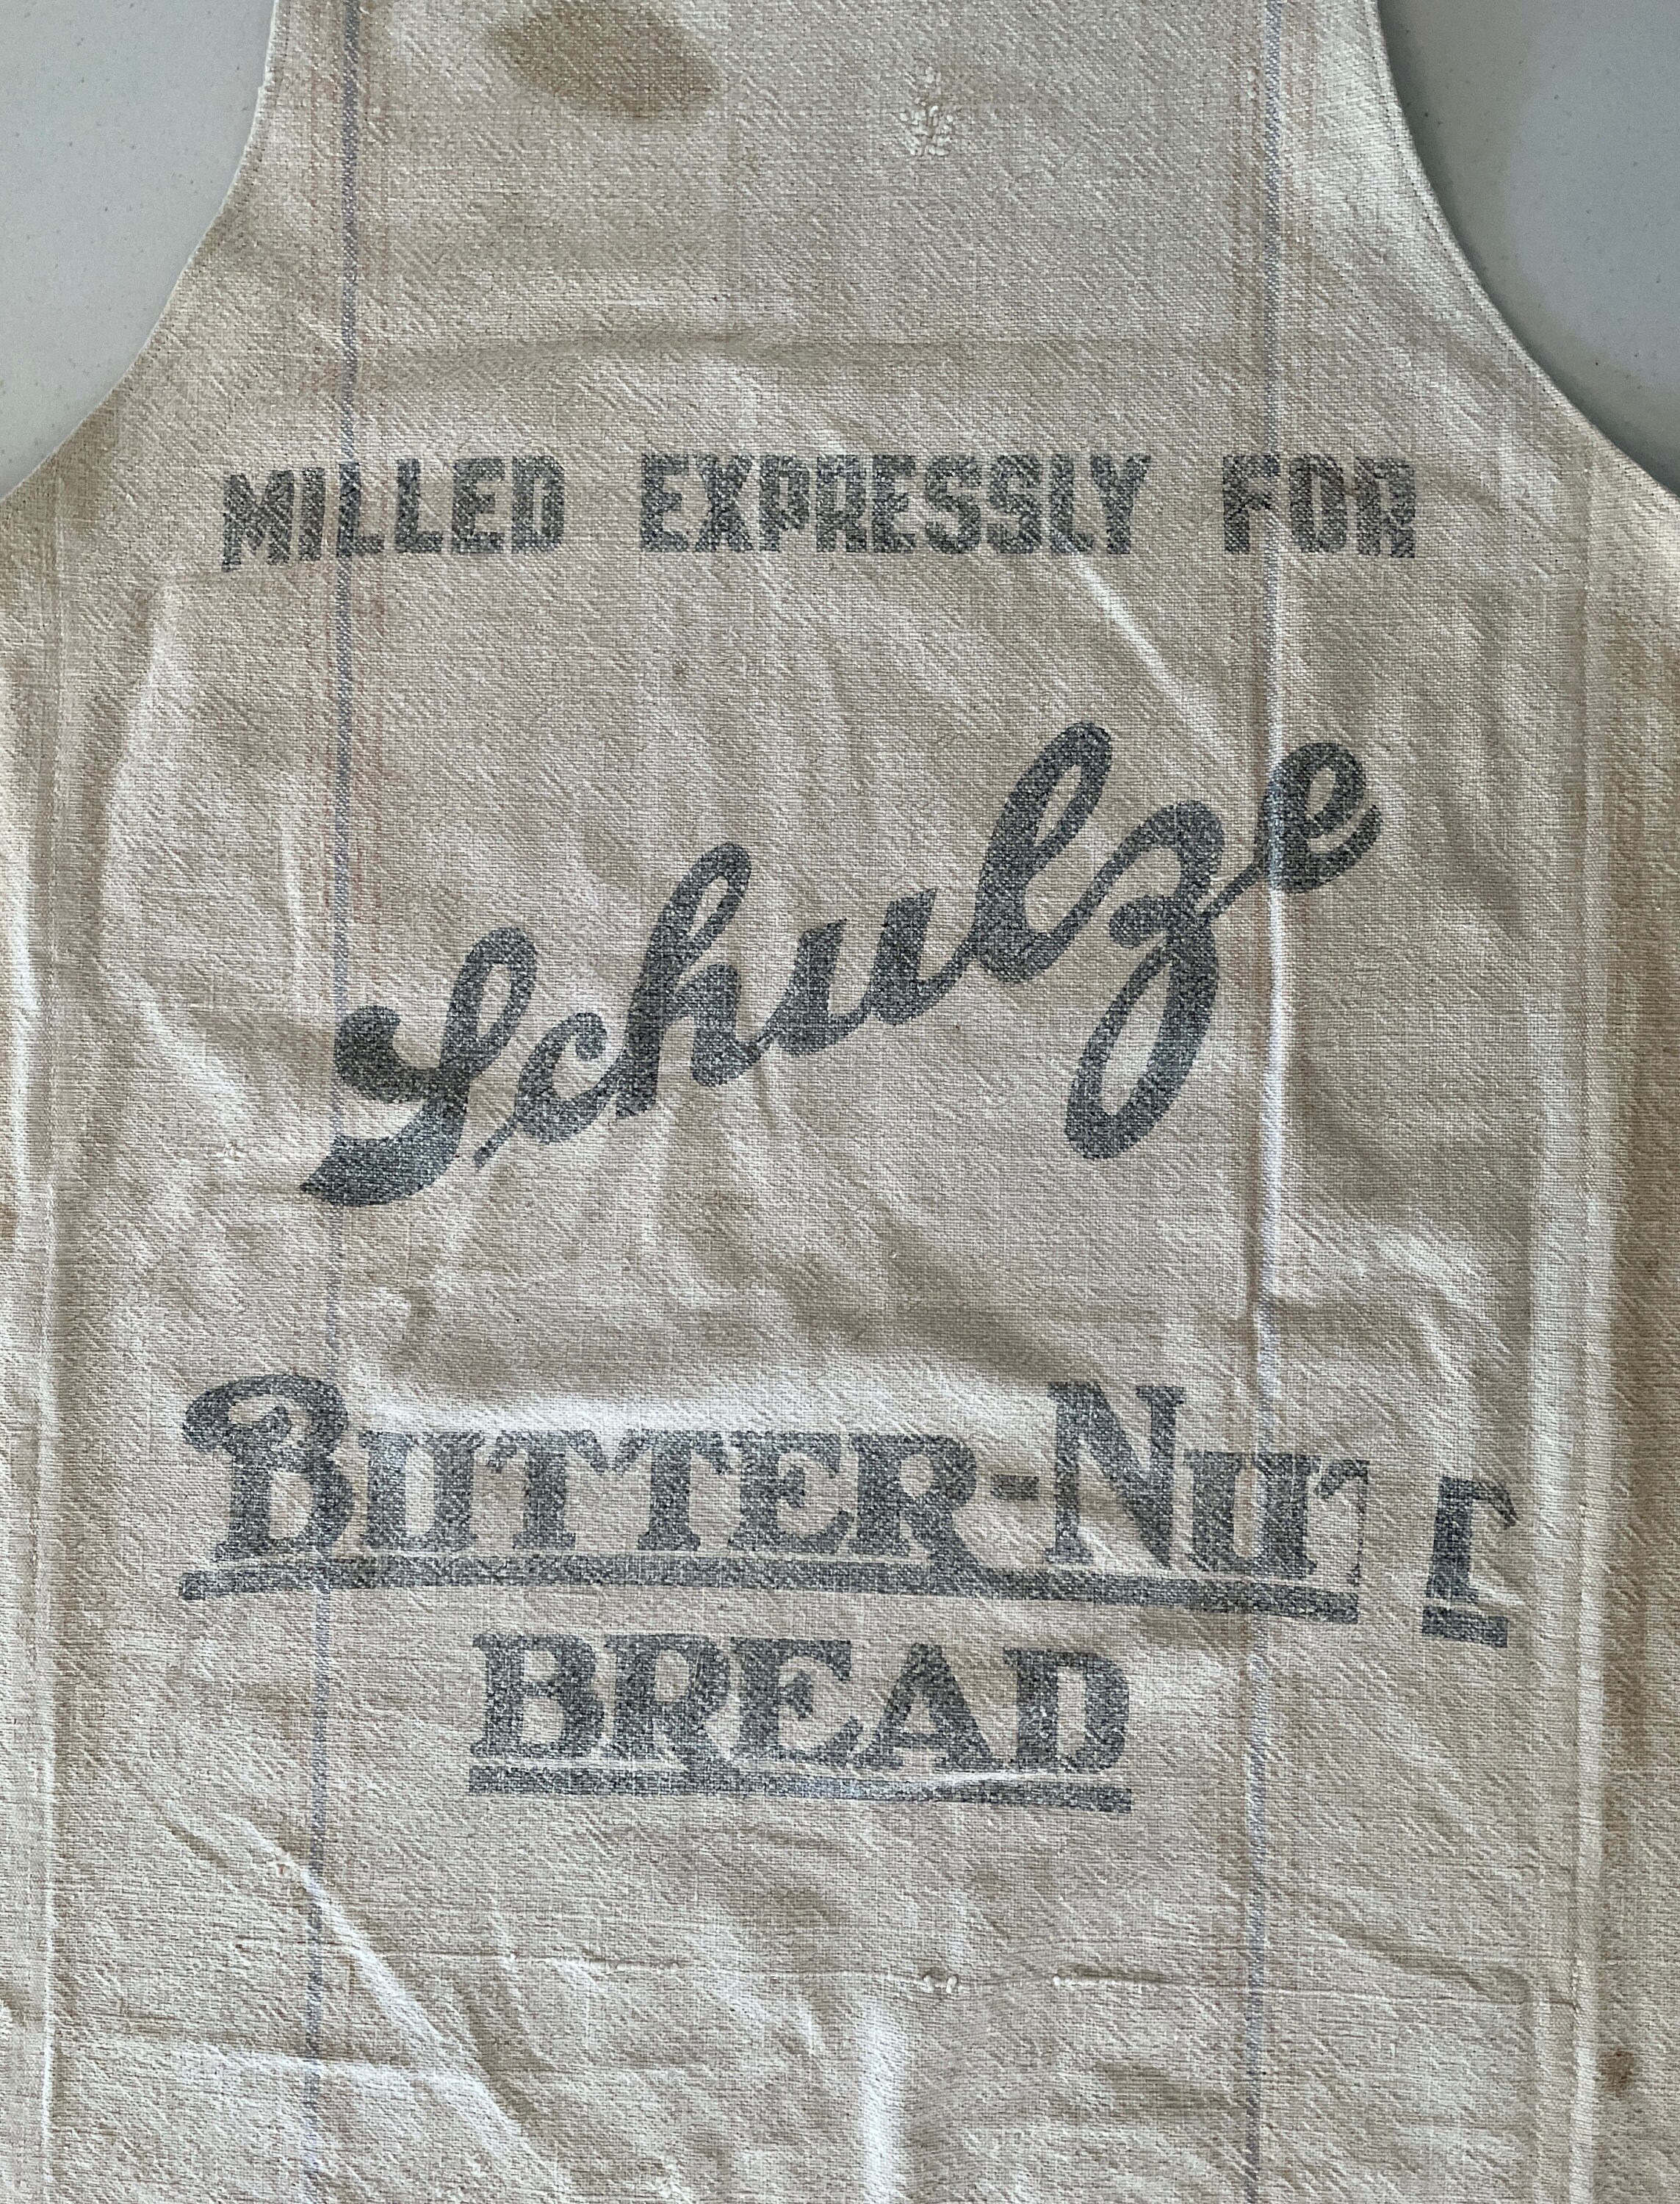 MILLED EXPRESSLY FOR
Schulze
BUTTER-NUT
BREAD